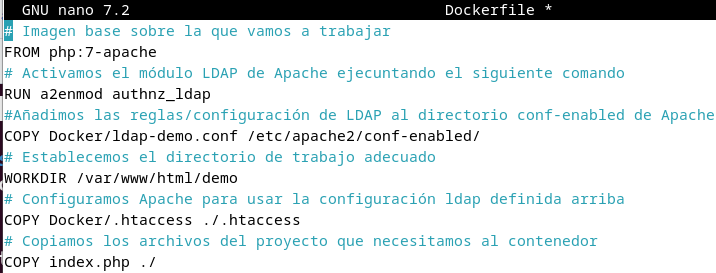 GNU nano 7.2 Dockerfile *
# Imagen base sobre la que vamos a trabajar
FROM php:7-apache
# Activamos el módulo LDAP de Apache ejecuntando el siguiente comando
RUN a2enmod authnz_ldap
#Añadimos las reglas/configuración de LDAP al directorio conf-enabled de Apache
COPY Docker/ldap-demo.conf /etc/apache2/conf-enabled/
# Establecemos el directorio de trabajo adecuado
WORKDIR /var/www/html/demo
# Configuramos Apache para usar la configuración ldap definida arriba
COPY Docker/.htaccess ./.htaccess
# Copiamos los archivos del proyecto que necesitamos al contenedor
COPY index.php ./